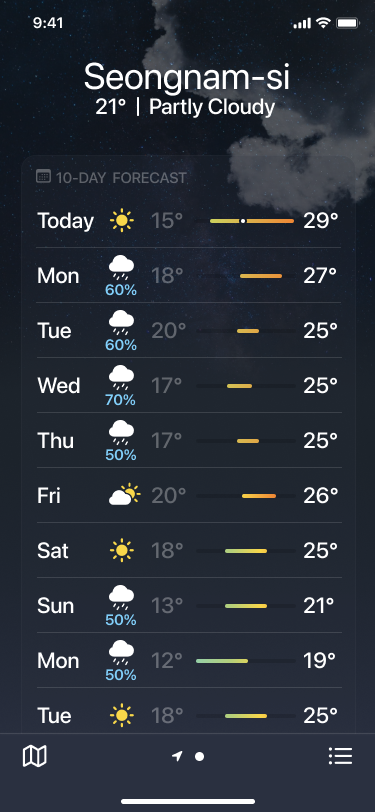 9:41
Seongnam-si
21° | Partly Cloudy
10-DAY FORECAST
Today 15° 29°
Mon 60% 18° 27°
Tue 60% 20° 25°
Wed 70% 17° 25°
Thu 50% 17° 25°
Fri 20° 26°
Sat 18° 25°
Sun 50% 13° 21°
Mon 50% 12° 19°
Tue 18° 25°